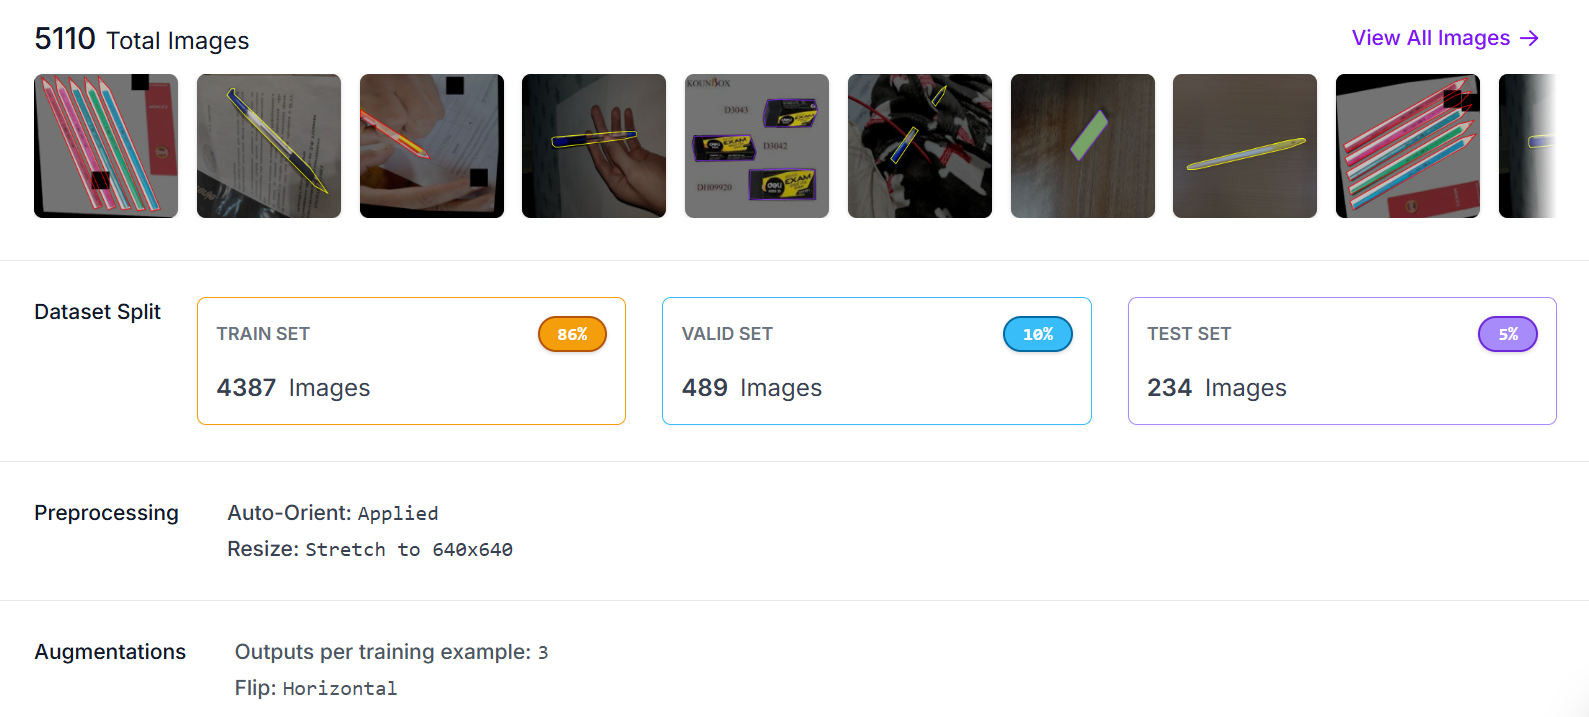 5110 Total Images
View All Images →
KOUNBOX
D3043
D3042
DH09920
deli
EXAM
Dataset Split
TRAIN SET
86%
4387 Images
VALID SET
10%
489 Images
TEST SET
5%
234 Images
Preprocessing
Auto-Orient: Applied
Resize: Stretch to 640x640
Augmentations
Outputs per training example: 3
Flip: Horizontal